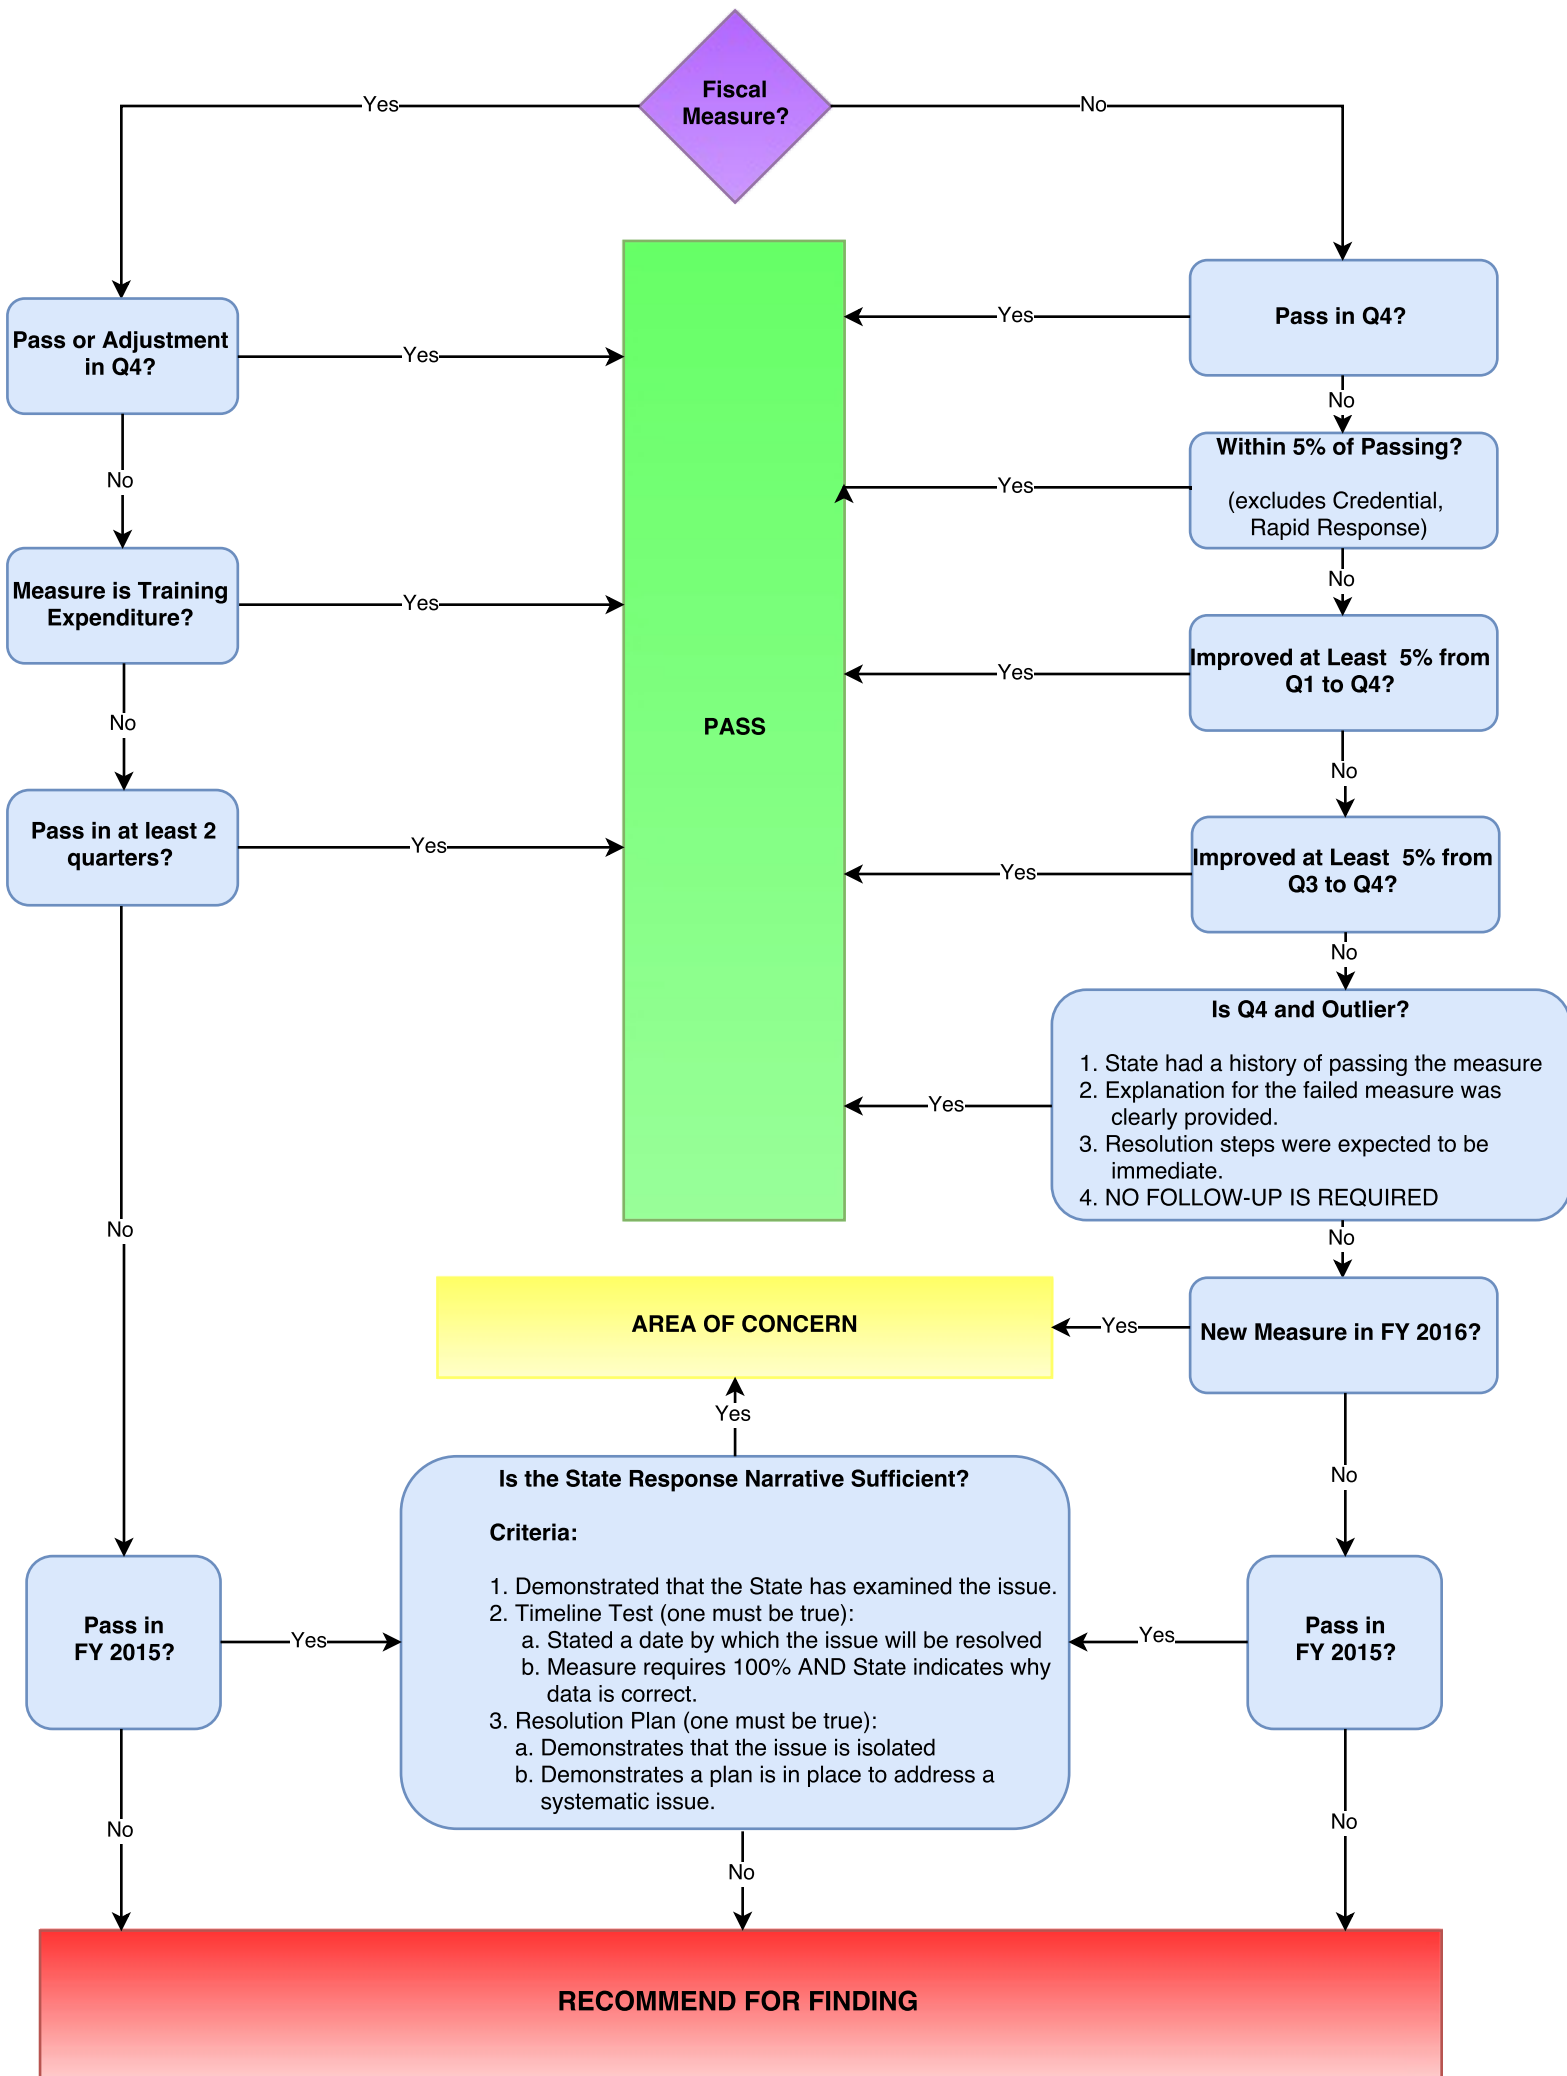 Fiscal
Measure?
Yes
No
Pass or Adjustment
in Q4?
Yes
Yes
Pass in Q4?
No
No
Within 5% of Passing?
(excludes Credential,
Rapid Response)
Yes
No
Measure is Training
Expenditure?
Yes
Improved at Least  5% from
Q1 to Q4?
Yes
No
PASS
No
Pass in at least 2
quarters?
Yes
Improved at Least  5% from
Q3 to Q4?
Yes
No
Is Q4 and Outlier?
1. State had a history of passing the measure
2. Explanation for the failed measure was
clearly provided.
3. Resolution steps were expected to be
immediate.
4. NO FOLLOW-UP IS REQUIRED
Yes
No
No
AREA OF CONCERN
Yes
New Measure in FY 2016?
Yes
No
Is the State Response Narrative Sufficient?
Criteria:
1. Demonstrated that the State has examined the issue.
2. Timeline Test (one must be true):
a. Stated a date by which the issue will be resolved
b. Measure requires 100% AND State indicates why
data is correct.
3. Resolution Plan (one must be true):
a. Demonstrates that the issue is isolated
b. Demonstrates a plan is in place to address a
systematic issue.
Pass in
FY 2015?
Yes
Yes
Pass in
FY 2015?
No
No
No
RECOMMEND FOR FINDING